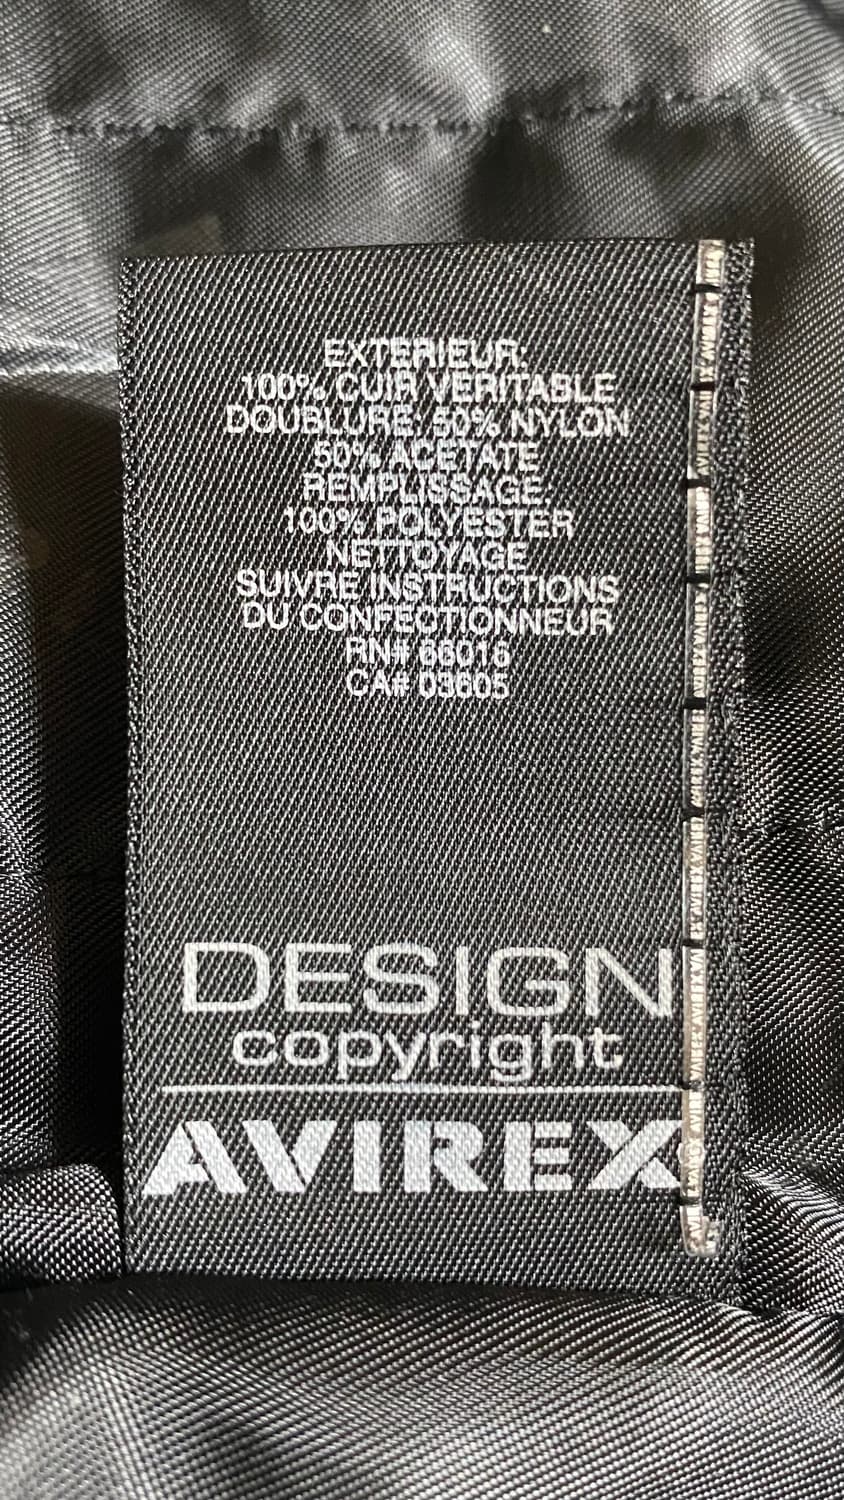 EXTERIEUR:
100% CUIR VERITABLE
DOUBLURE: 50% NYLON
50% ACETATE
REMPLISSAGE:
100% POLYESTER
NETTOYAGE
SUIVRE INSTRUCTIONS
DU CONFECTIONNEUR
RN# 66016
CA# 03605
DESIGN
copyright
AVIREX